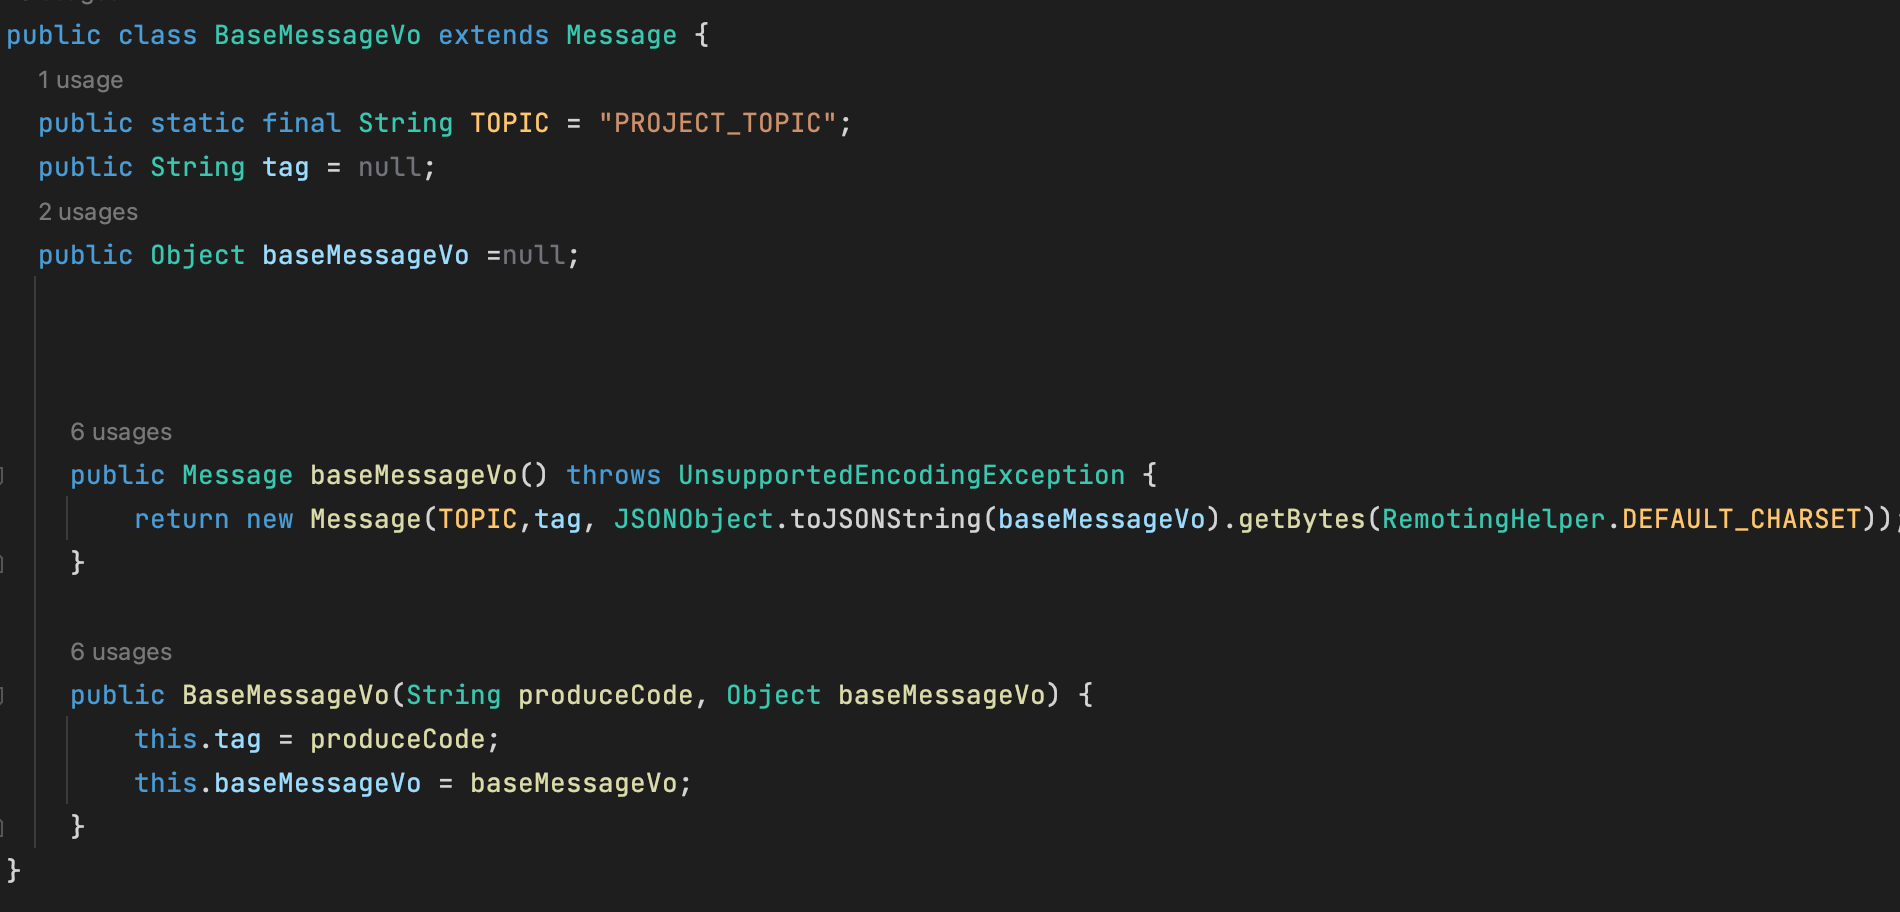 public class BaseMessageVo extends Message {
1 usage
public static final String TOPIC = "PROJECT_TOPIC";
public String tag = null;
2 usages
public Object baseMessageVo =null;
6 usages
public Message baseMessageVo() throws UnsupportedEncodingException {
return new Message(TOPIC,tag, JSONObject.toJSONString(baseMessageVo).getBytes(RemotingHelper.DEFAULT_CHARSET));
}
6 usages
public BaseMessageVo(String produceCode, Object baseMessageVo) {
this.tag = produceCode;
this.baseMessageVo = baseMessageVo;
}
}